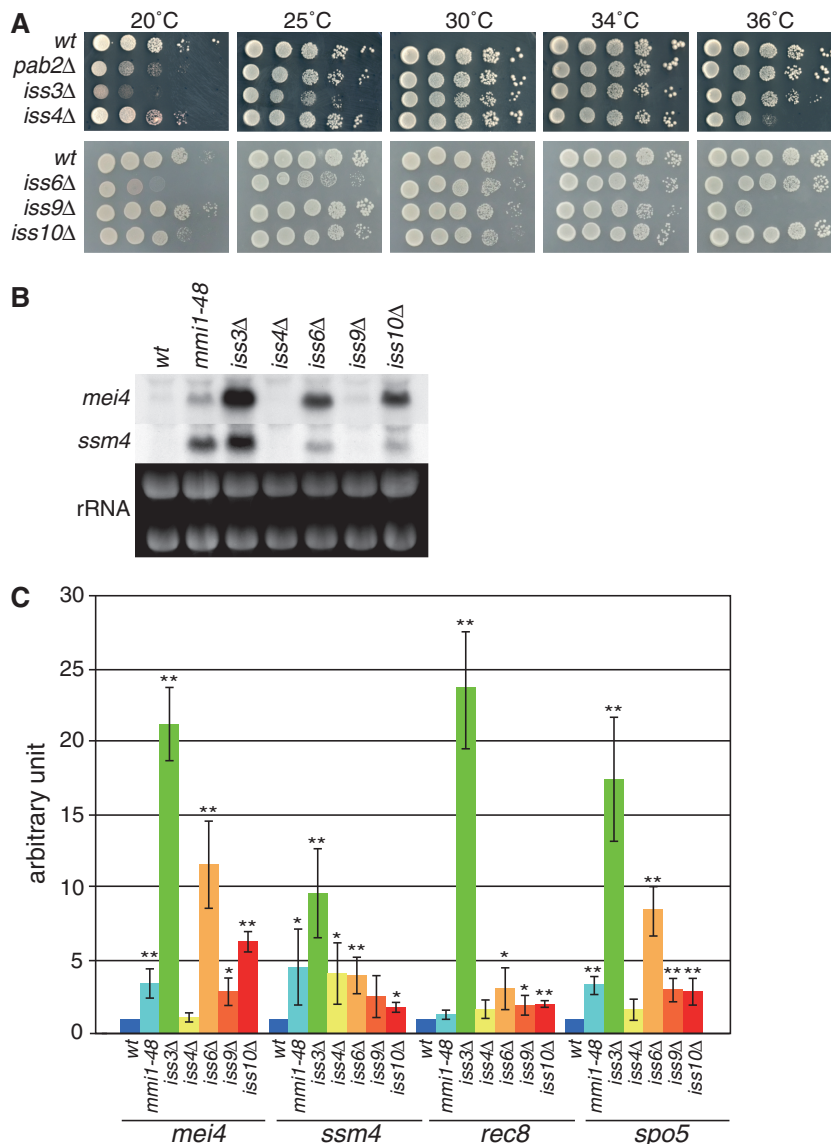 A
20˚C 25˚C 30˚C 34˚C 36˚C
wt
pab2Δ
iss3Δ
iss4Δ
wt
iss6Δ
iss9Δ
iss10Δ
B
wt mmi1-48 iss3Δ iss4Δ iss6Δ iss9Δ iss10Δ
mei4
ssm4
rRNA
C
arbitrary unit
30
25
20
15
10
5
0
** ** ** * **
* ** * ** *
** * * **
** ** ** ** **
wt mmi1-48 iss3Δ iss4Δ iss6Δ iss9Δ iss10Δ
wt mmi1-48 iss3Δ iss4Δ iss6Δ iss9Δ iss10Δ
wt mmi1-48 iss3Δ iss4Δ iss6Δ iss9Δ iss10Δ
wt mmi1-48 iss3Δ iss4Δ iss6Δ iss9Δ iss10Δ
mei4 ssm4 rec8 spo5